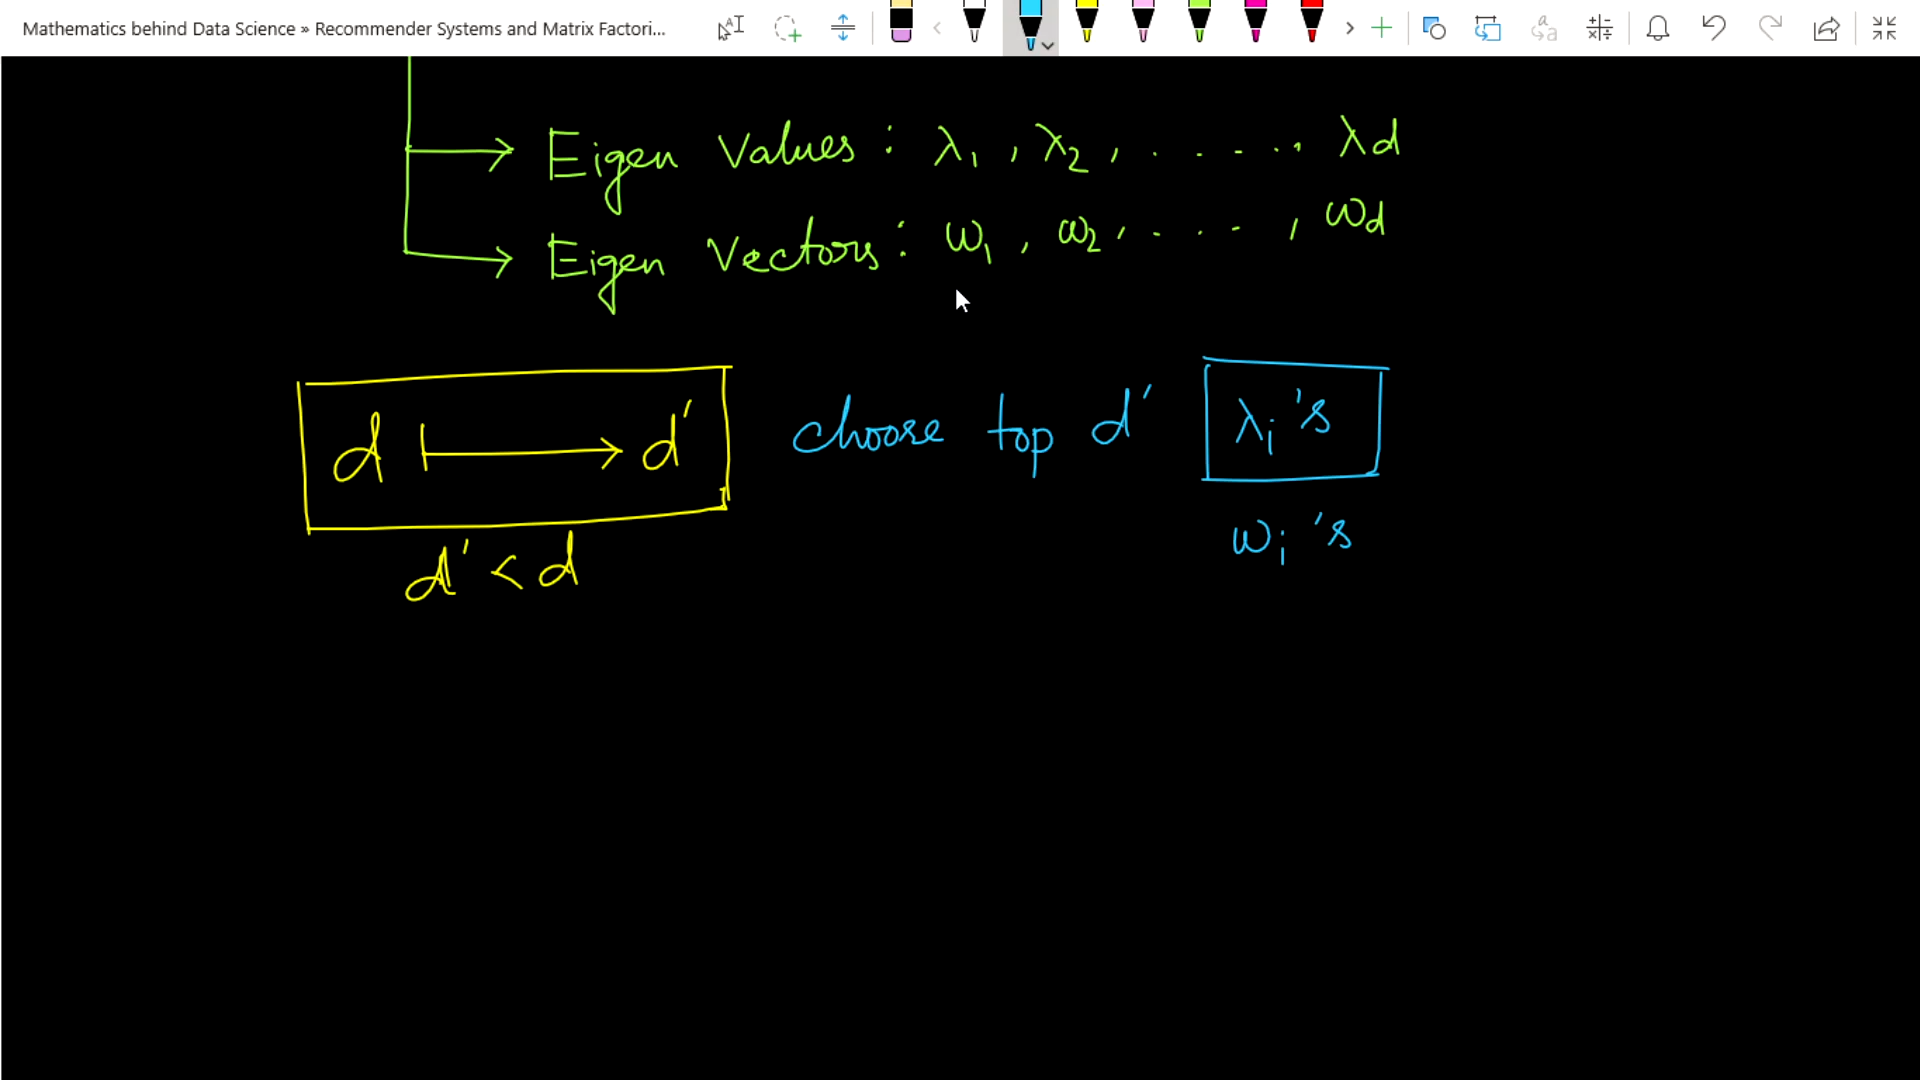 Mathematics behind Data Science » Recommender Systems and Matrix Factori...
Eigen Values : λ1 , λ2 , . . . . . . λd
Eigen Vectors : ω1 , ω2 , . . . . , ωd
d ⟼ d'
choose top d' λi's
ωi's
d' < d